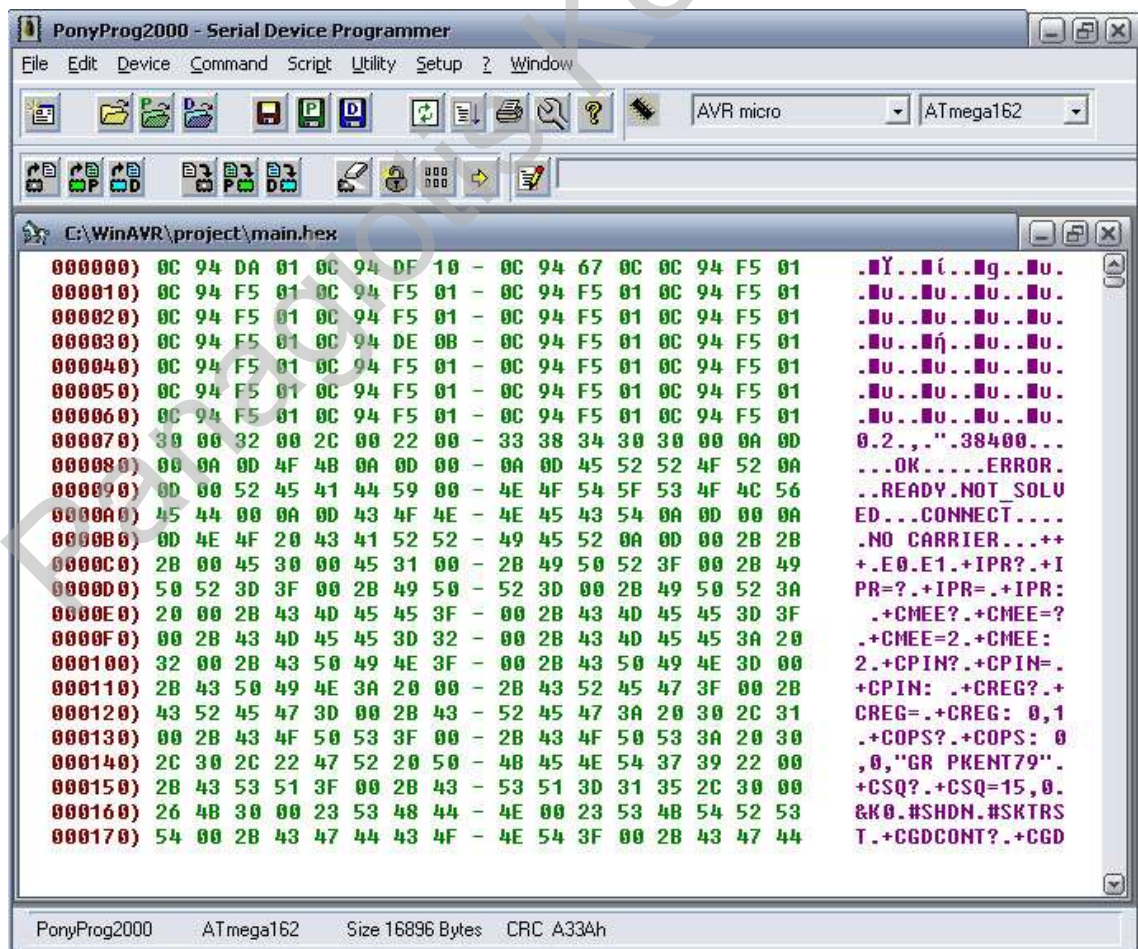 PonyProg2000 - Serial Device Programmer
File Edit Device Command Script Utility Setup ? Window
AVR micro ATmega162
C:\WinAVR\project\main.hex
000000) 0C 94 DA 01 0C 94 DF 10 - 0C 94 67 0C 0C 94 F5 01 .■Ϊ..■ί..■g..■υ.
000010) 0C 94 F5 01 0C 94 F5 01 - 0C 94 F5 01 0C 94 F5 01 .■υ..■υ..■υ..■υ.
000020) 0C 94 F5 01 0C 94 F5 01 - 0C 94 F5 01 0C 94 F5 01 .■υ..■υ..■υ..■υ.
000030) 0C 94 F5 01 0C 94 DE 0B - 0C 94 F5 01 0C 94 F5 01 .■υ..■ή..■υ..■υ.
000040) 0C 94 F5 01 0C 94 F5 01 - 0C 94 F5 01 0C 94 F5 01 .■υ..■υ..■υ..■υ.
000050) 0C 94 F5 01 0C 94 F5 01 - 0C 94 F5 01 0C 94 F5 01 .■υ..■υ..■υ..■υ.
000060) 0C 94 F5 01 0C 94 F5 01 - 0C 94 F5 01 0C 94 F5 01 .■υ..■υ..■υ..■υ.
000070) 30 00 32 00 2C 00 22 00 - 33 38 34 30 30 00 0A 0D 0.2.,.".38400...
000080) 00 0A 0D 4F 4B 0A 0D 00 - 0A 0D 45 52 52 4F 52 0A ...OK.....ERROR.
000090) 0D 00 52 45 41 44 59 00 - 4E 4F 54 5F 53 4F 4C 56 ..READY.NOT_SOLV
0000A0) 45 44 00 0A 0D 43 4F 4E - 4E 45 43 54 0A 0D 00 0A ED...CONNECT....
0000B0) 0D 4E 4F 20 43 41 52 52 - 49 45 52 0A 0D 00 2B 2B .NO CARRIER...++
0000C0) 2B 00 45 30 00 45 31 00 - 2B 49 50 52 3F 00 2B 49 +.E0.E1.+IPR?.+I
0000D0) 50 52 3D 3F 00 2B 49 50 - 52 3D 00 2B 49 50 52 3A PR=?.+IPR=.+IPR:
0000E0) 20 00 2B 43 4D 45 45 3F - 00 2B 43 4D 45 45 3D 3F .+CMEE?.+CMEE=?
0000F0) 00 2B 43 4D 45 45 3D 32 - 00 2B 43 4D 45 45 3A 20 .+CMEE=2.+CMEE:
000100) 32 00 2B 43 50 49 4E 3F - 00 2B 43 50 49 4E 3D 00 2.+CPIN?.+CPIN=.
000110) 2B 43 50 49 4E 3A 20 00 - 2B 43 52 45 47 3F 00 2B +CPIN: .+CREG?.+
000120) 43 52 45 47 3D 00 2B 43 - 52 45 47 3A 20 30 2C 31 CREG=.+CREG: 0,1
000130) 00 2B 43 4F 50 53 3F 00 - 2B 43 4F 50 53 3A 20 30 .+COPS?.+COPS: 0
000140) 2C 30 2C 22 47 52 20 50 - 4B 45 4E 54 37 39 22 00 ,0,"GR PKENT79".
000150) 2B 43 53 51 3F 00 2B 43 - 53 51 3D 31 35 2C 30 00 +CSQ?.+CSQ=15,0.
000160) 26 4B 30 00 23 53 48 44 - 4E 00 23 53 4B 54 52 53 &K0.#SHDN.#SKTRS
000170) 54 00 2B 43 47 44 43 4F - 4E 54 3F 00 2B 43 47 44 T.+CGDCONT?.+CGD
PonyProg2000 ATmega162 Size 16896 Bytes CRC A33Ah
Panagiotis K